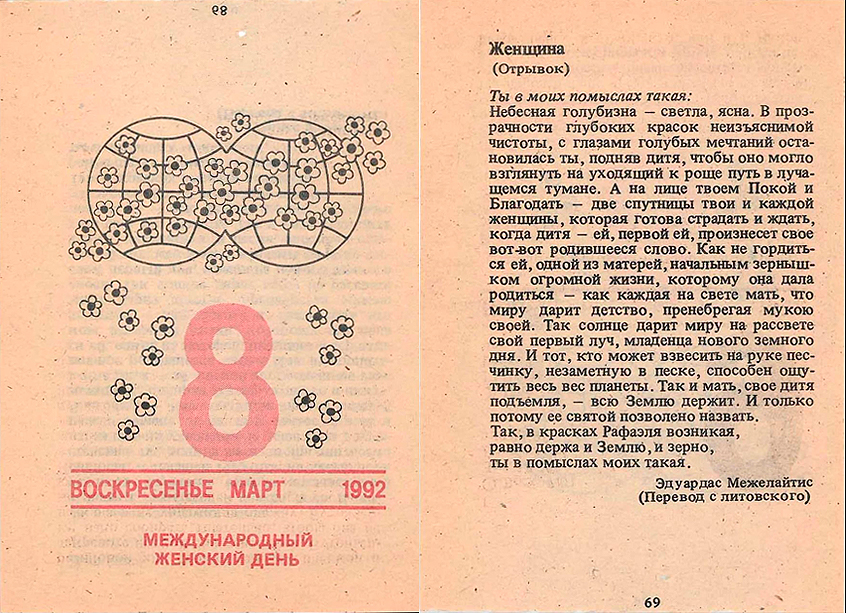 68
8
ВОСКРЕСЕНЬЕ МАРТ 1992
МЕЖДУНАРОДНЫЙ
ЖЕНСКИЙ ДЕНЬ
Женщина
(Отрывок)
Ты в моих помыслах такая:
Небесная голубизна – светла, ясна. В проз-
рачности глубоких красок неизъяснимой
чистоты, с глазами голубых мечтаний оста-
новилась ты, подняв дитя, чтобы оно могло
взглянуть на уходящий к роще путь в луча-
щемся тумане. А на лице твоем Покой и
Благодать – две спутницы твои и каждой
женщины, которая готова страдать и ждать,
когда дитя – ей, первой ей, произнесет свое
вот-вот родившееся слово. Как не гордить-
ся ей, одной из матерей, начальным зерныш-
ком огромной жизни, которому она дала
родиться – как каждая на свете мать, что
миру дарит детство, пренебрегая мукою
своей. Так солнце дарит миру на рассвете
свой первый луч, младенца нового земного
дня. И тот, кто может взвесить на руке пес-
чинку, незаметную в песке, способен ощу-
тить весь вес планеты. Так и мать, свое дитя
подъемля, – всю Землю держит. И только
потому ее святой позволено назвать.
Так, в красках Рафаэля возникая,
равно держа и Землю, и зерно,
ты в помыслах моих такая.
Эдуардас Межелайтис
(Перевод с литовского)
69